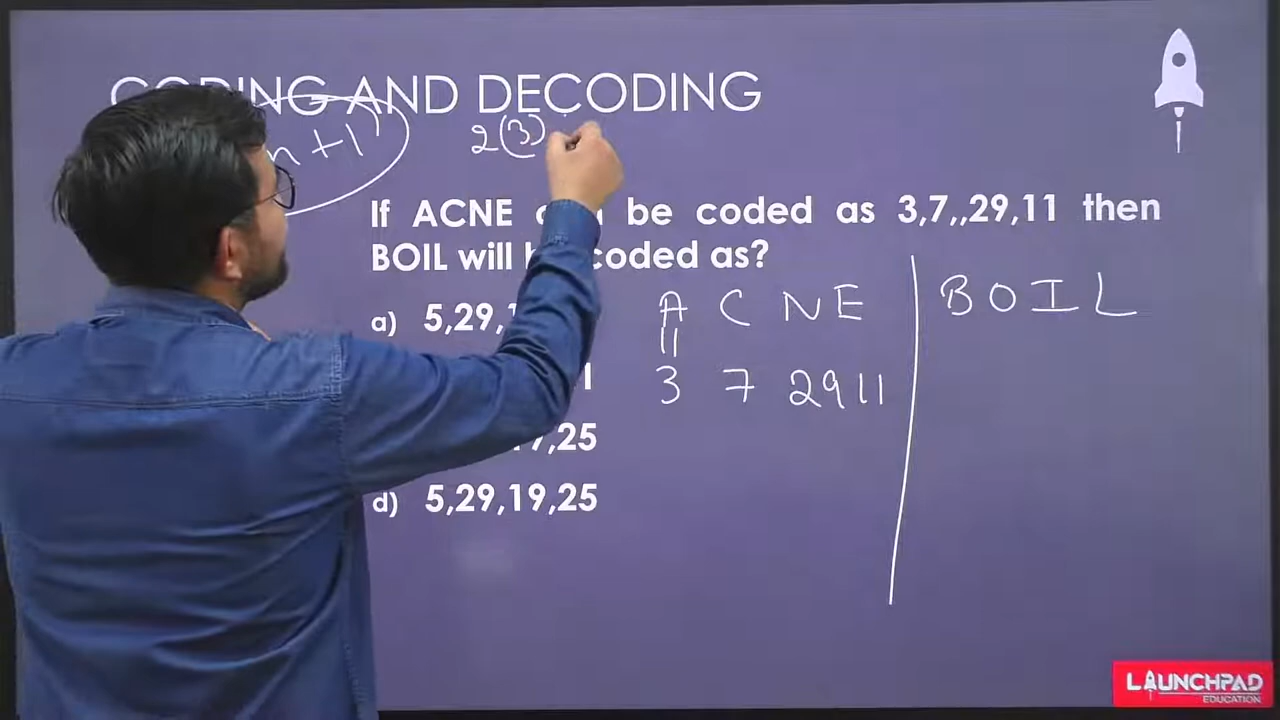 CODING AND DECODING
n + 1)
2(3)
If ACNE be coded as 3,7,,29,11 then
BOIL will coded as?
a) 5,29,
A C N E
B O I L
3 7 29 11
,25
d) 5,29,19,25
LAUNCHPAD
EDUCATION